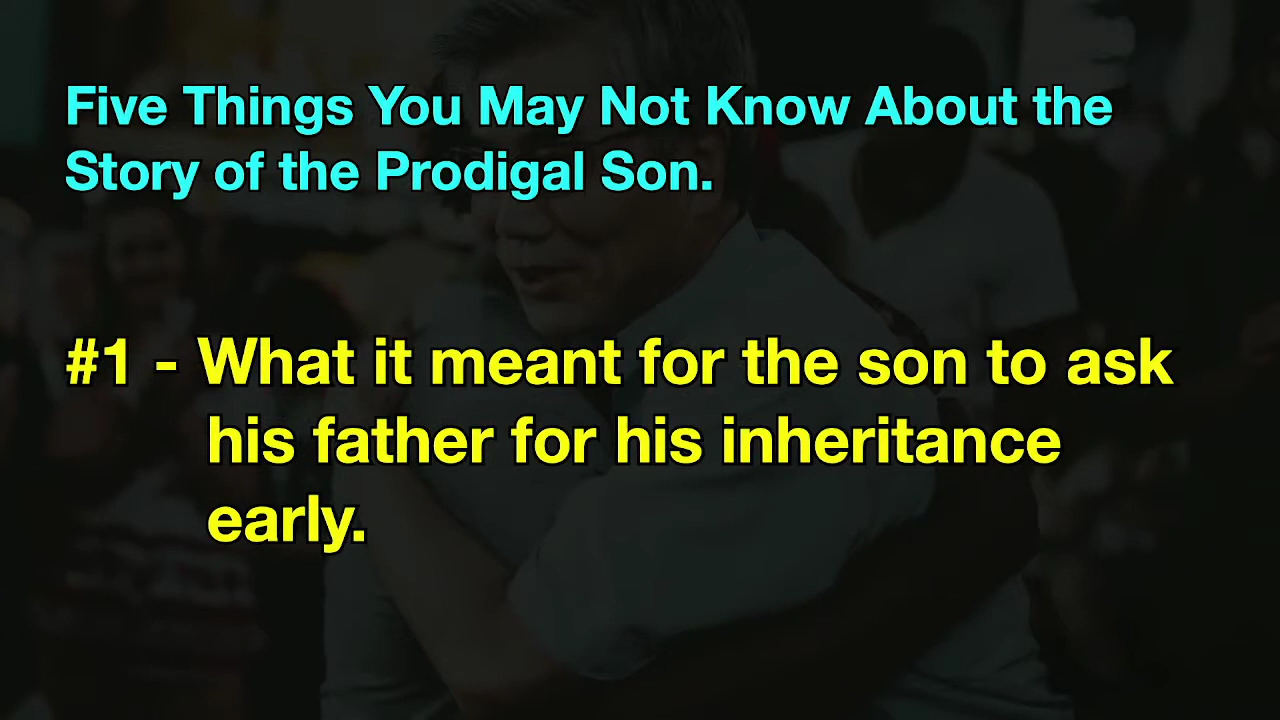 Five Things You May Not Know About the
Story of the Prodigal Son.
#1 - What it meant for the son to ask
his father for his inheritance
early.